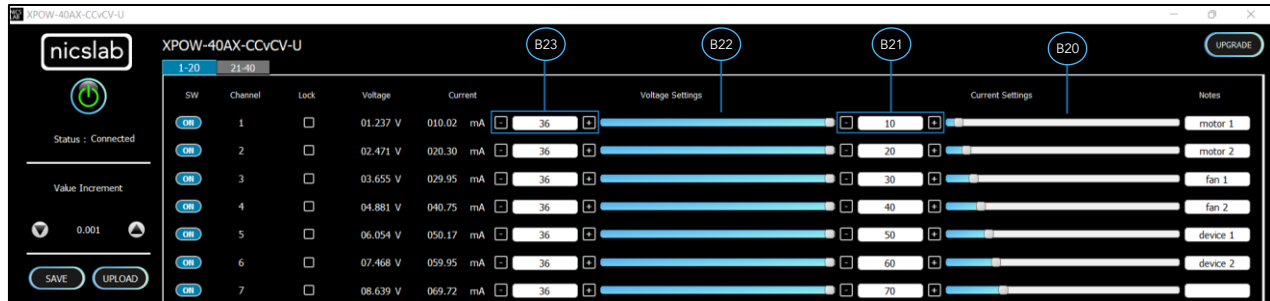 NICS LAB XPOW-40AX-CCvCV-U
nicslab
XPOW-40AX-CCvCV-U
B23 B22 B21 B20
UPGRADE
1-20 21-40
SW Channel Lock Voltage Current Voltage Settings Current Settings Notes
ON 1 01.237 V 010.02 mA - 36 + - 10 + motor 1
Status : Connected
ON 2 02.471 V 020.30 mA - 36 + - 20 + motor 2
ON 3 03.655 V 029.95 mA - 36 + - 30 + fan 1
Value Increment
ON 4 04.881 V 040.75 mA - 36 + - 40 + fan 2
0.001
ON 5 06.054 V 050.17 mA - 36 + - 50 + device 1
ON 6 07.468 V 059.95 mA - 36 + - 60 + device 2
SAVE UPLOAD
ON 7 08.639 V 069.72 mA - 36 + - 70 +